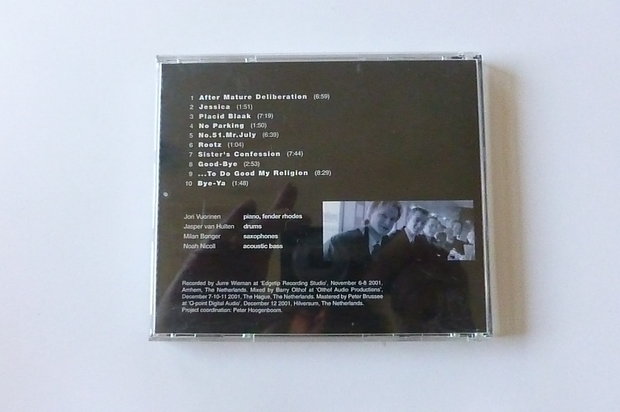 1 After Mature Deliberation (6:59)
2 Jessica (1:51)
3 Placid Blaak (7:19)
4 No Parking (1:50)
5 No.51.Mr.July (6:39)
6 Rootz (1:04)
7 Sister's Confession (7:44)
8 Good-Bye (2:53)
9 ...To Do Good My Religion (8:29)
10 Bye-Ya (1:48)
Jori Vuorinen piano, fender rhodes
Jasper van Hulten drums
Milan Bonger saxophones
Noah Nicoll acoustic bass
Recorded by Jurre Wieman at 'Edgetip Recording Studio', November 6-8 2001,
Arnhem, The Netherlands. Mixed by Barry Olthof at 'Olthof Audio Productions',
December 7-10-11 2001, The Hague, The Netherlands. Mastered by Peter Brussee
at 'Q-point Digital Audio', December 12 2001, Hilversum, The Netherlands.
Project coordination: Peter Hoogenboom.